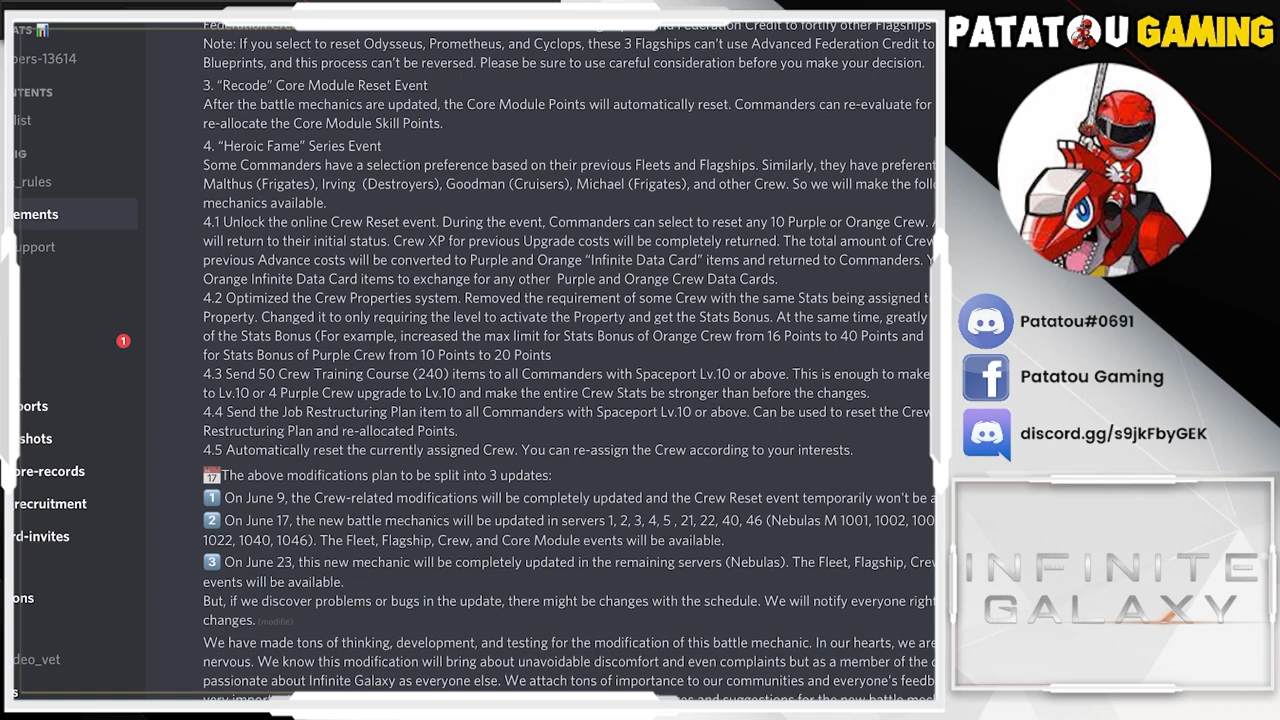 ATS
Federation Credit to fortify other Flagships
Note: If you select to reset Odysseus, Prometheus, and Cyclops, these 3 Flagships can't use Advanced Federation Credit to
Blueprints, and this process can't be reversed. Please be sure to use careful consideration before you make your decision.
3. “Recode” Core Module Reset Event
After the battle mechanics are updated, the Core Module Points will automatically reset. Commanders can re-evaluate for
re-allocate the Core Module Skill Points.
4. “Heroic Fame” Series Event
Some Commanders have a selection preference based on their previous Fleets and Flagships. Similarly, they have preferent
Malthus (Frigates), Irving (Destroyers), Goodman (Cruisers), Michael (Frigates), and other Crew. So we will make the foll
mechanics available.
4.1 Unlock the online Crew Reset event. During the event, Commanders can select to reset any 10 Purple or Orange Crew. A
will return to their initial status. Crew XP for previous Upgrade costs will be completely returned. The total amount of Crew
previous Advance costs will be converted to Purple and Orange “Infinite Data Card” items and returned to Commanders. Y
Orange Infinite Data Card items to exchange for any other Purple and Orange Crew Data Cards.
4.2 Optimized the Crew Properties system. Removed the requirement of some Crew with the same Stats being assigned t
Property. Changed it to only requiring the level to activate the Property and get the Stats Bonus. At the same time, greatly
of the Stats Bonus (For example, increased the max limit for Stats Bonus of Orange Crew from 16 Points to 40 Points and
for Stats Bonus of Purple Crew from 10 Points to 20 Points
4.3 Send 50 Crew Training Course (240) items to all Commanders with Spaceport Lv.10 or above. This is enough to make
to Lv.10 or 4 Purple Crew upgrade to Lv.10 and make the entire Crew Stats be stronger than before the changes.
4.4 Send the Job Restructuring Plan item to all Commanders with Spaceport Lv.10 or above. Can be used to reset the Crew
Restructuring Plan and re-allocated Points.
4.5 Automatically reset the currently assigned Crew. You can re-assign the Crew according to your interests.
17 The above modifications plan to be split into 3 updates:
1 On June 9, the Crew-related modifications will be completely updated and the Crew Reset event temporarily won't be a
2 On June 17, the new battle mechanics will be updated in servers 1, 2, 3, 4, 5 , 21, 22, 40, 46 (Nebulas M 1001, 1002, 100
1022, 1040, 1046). The Fleet, Flagship, Crew, and Core Module events will be available.
3 On June 23, this new mechanic will be completely updated in the remaining servers (Nebulas). The Fleet, Flagship, Crew
events will be available.
But, if we discover problems or bugs in the update, there might be changes with the schedule. We will notify everyone right
changes. (modifié)
We have made tons of thinking, development, and testing for the modification of this battle mechanic. In our hearts, we are
nervous. We know this modification will bring about unavoidable discomfort and even complaints but as a member of the d
passionate about Infinite Galaxy as everyone else. We attach tons of importance to our communities and everyone's feedb
bers-13614
NTENTS
list
IG
_rules
ements
upport
1
ports
shots
ore-records
recruitment
rd-invites
ons
deo_vet
s
PATATOU GAMING
Patatou#0691
Patatou Gaming
discord.gg/s9jkFbyGEK
INFINITE
GALAXY